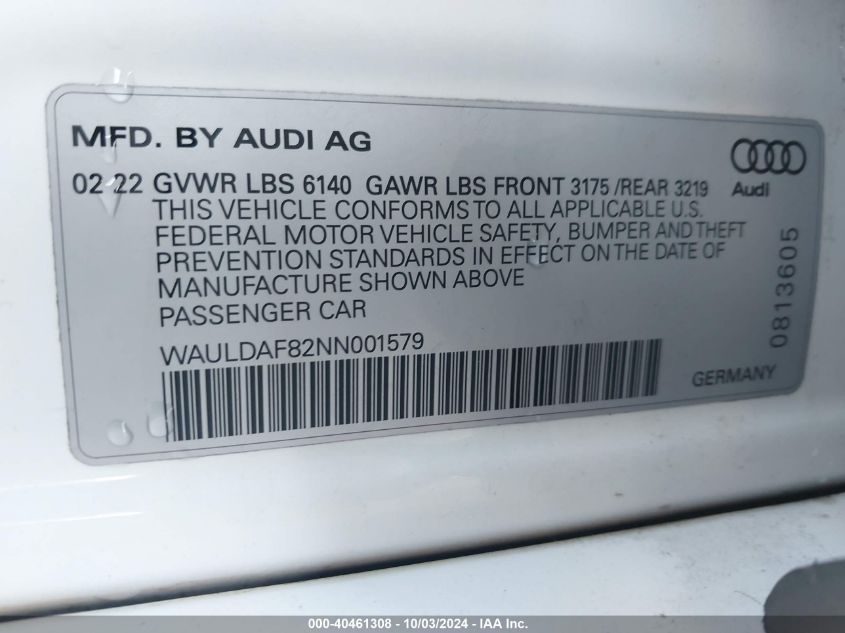 MFD. BY AUDI AG
02 22 GVWR LBS 6140 GAWR LBS FRONT 3175 /REAR 3219
Audi
THIS VEHICLE CONFORMS TO ALL APPLICABLE U.S.
FEDERAL MOTOR VEHICLE SAFETY, BUMPER AND THEFT
PREVENTION STANDARDS IN EFFECT ON THE DATE OF
MANUFACTURE SHOWN ABOVE
PASSENGER CAR
0813605
WAULDAF82NN001579
GERMANY
000-40461308 - 10/03/2024 - IAA, Inc.